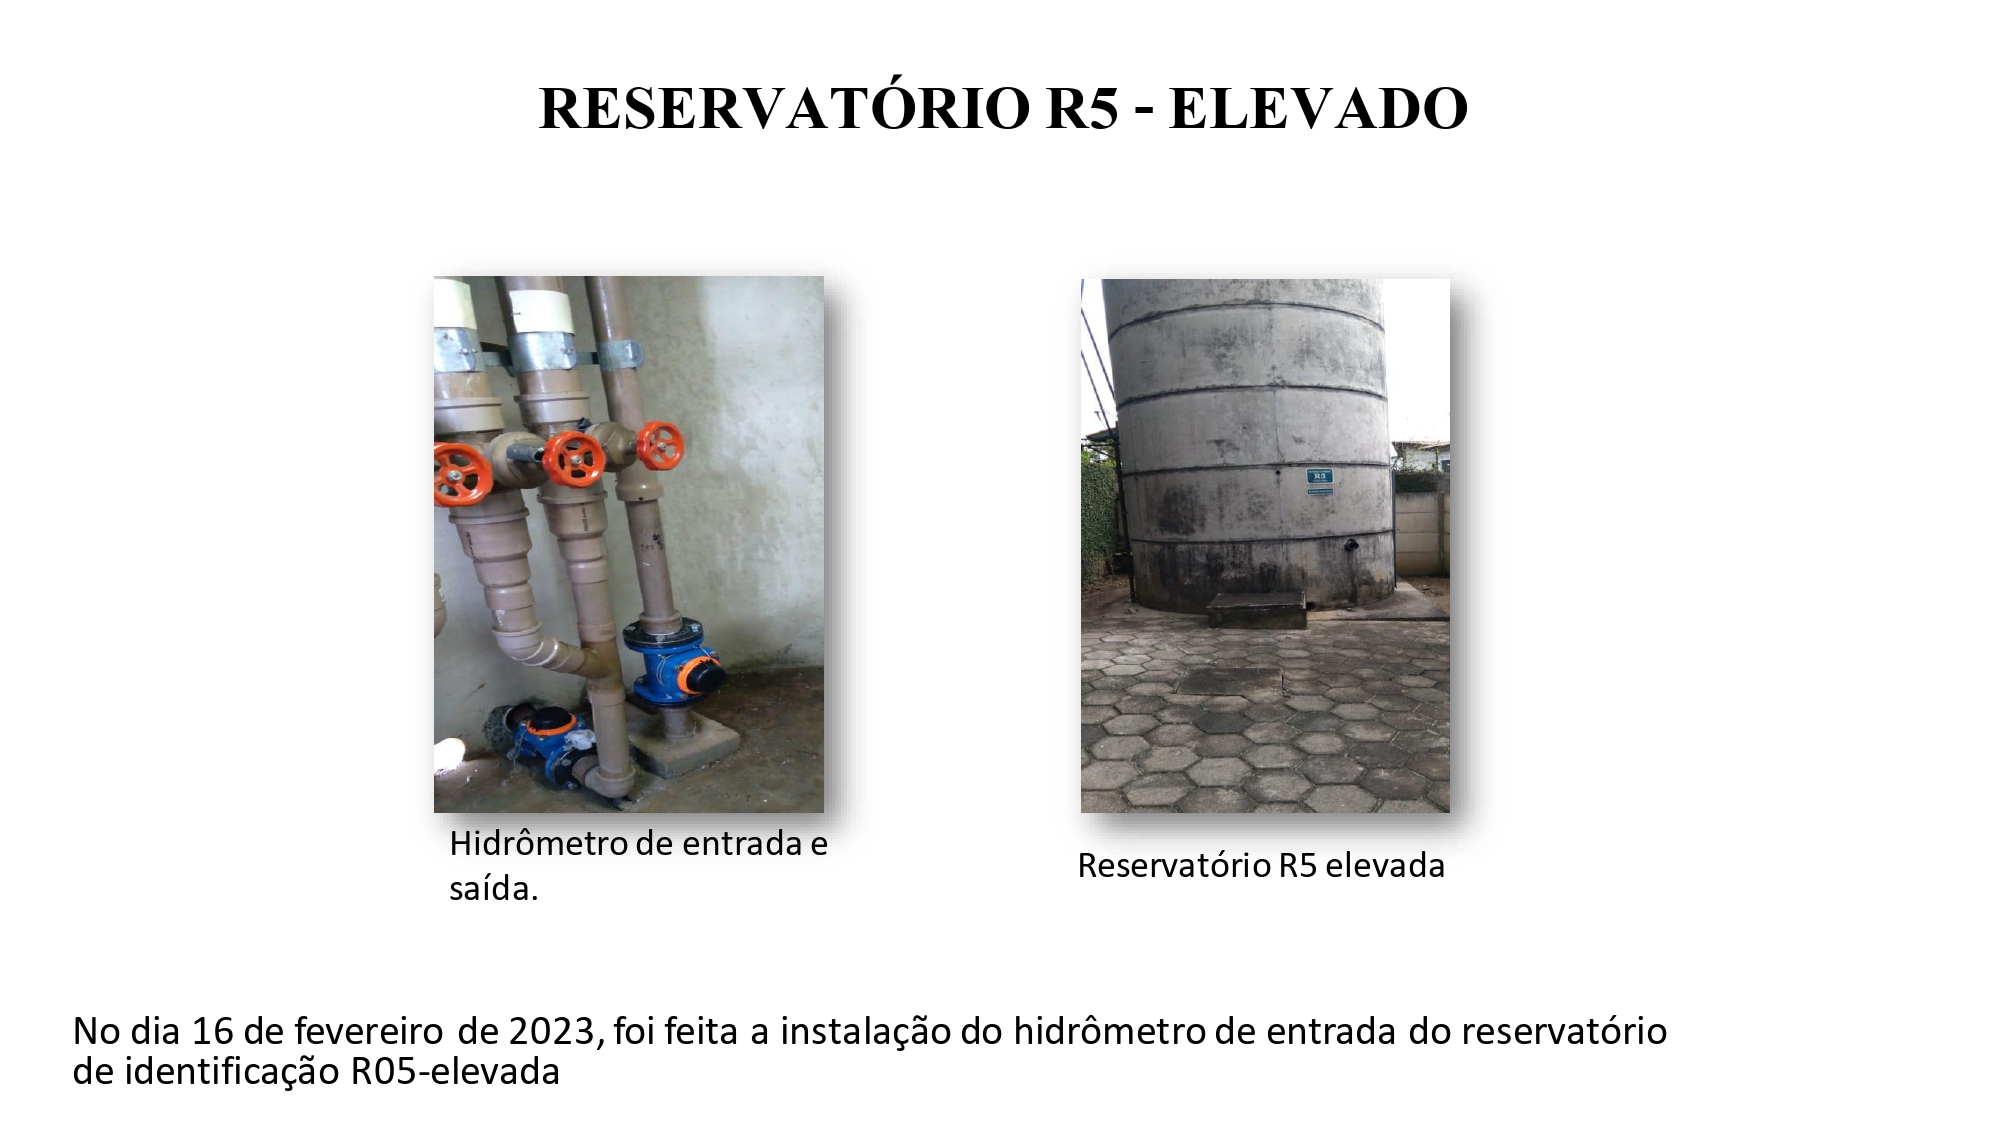 RESERVATÓRIO R5 - ELEVADO
R5
Hidrômetro de entrada e
saída.
Reservatório R5 elevada
No dia 16 de fevereiro de 2023, foi feita a instalação do hidrômetro de entrada do reservatório
de identificação R05-elevada